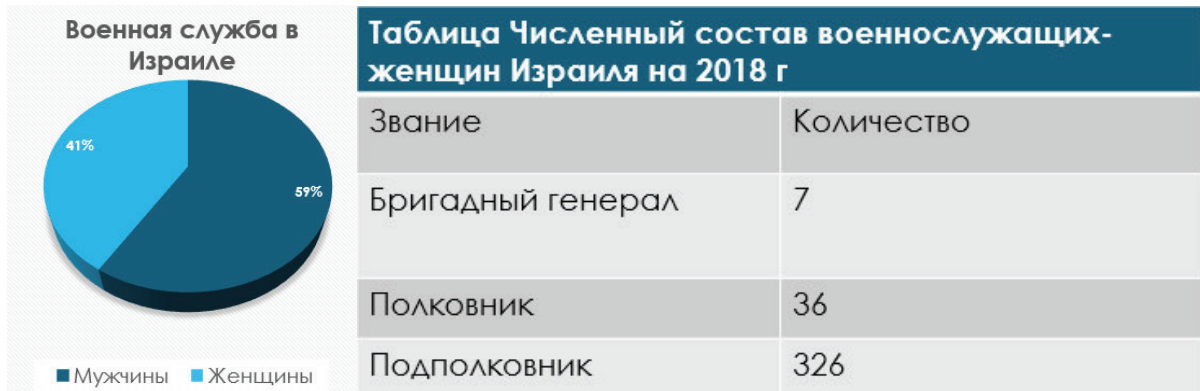 Военная служба в
Израиле
41%
59%
Мужчины Женщины
Таблица Численный состав военнослужащих-
женщин Израиля на 2018 г
Звание Количество
Бригадный генерал 7
Полковник 36
Подполковник 326